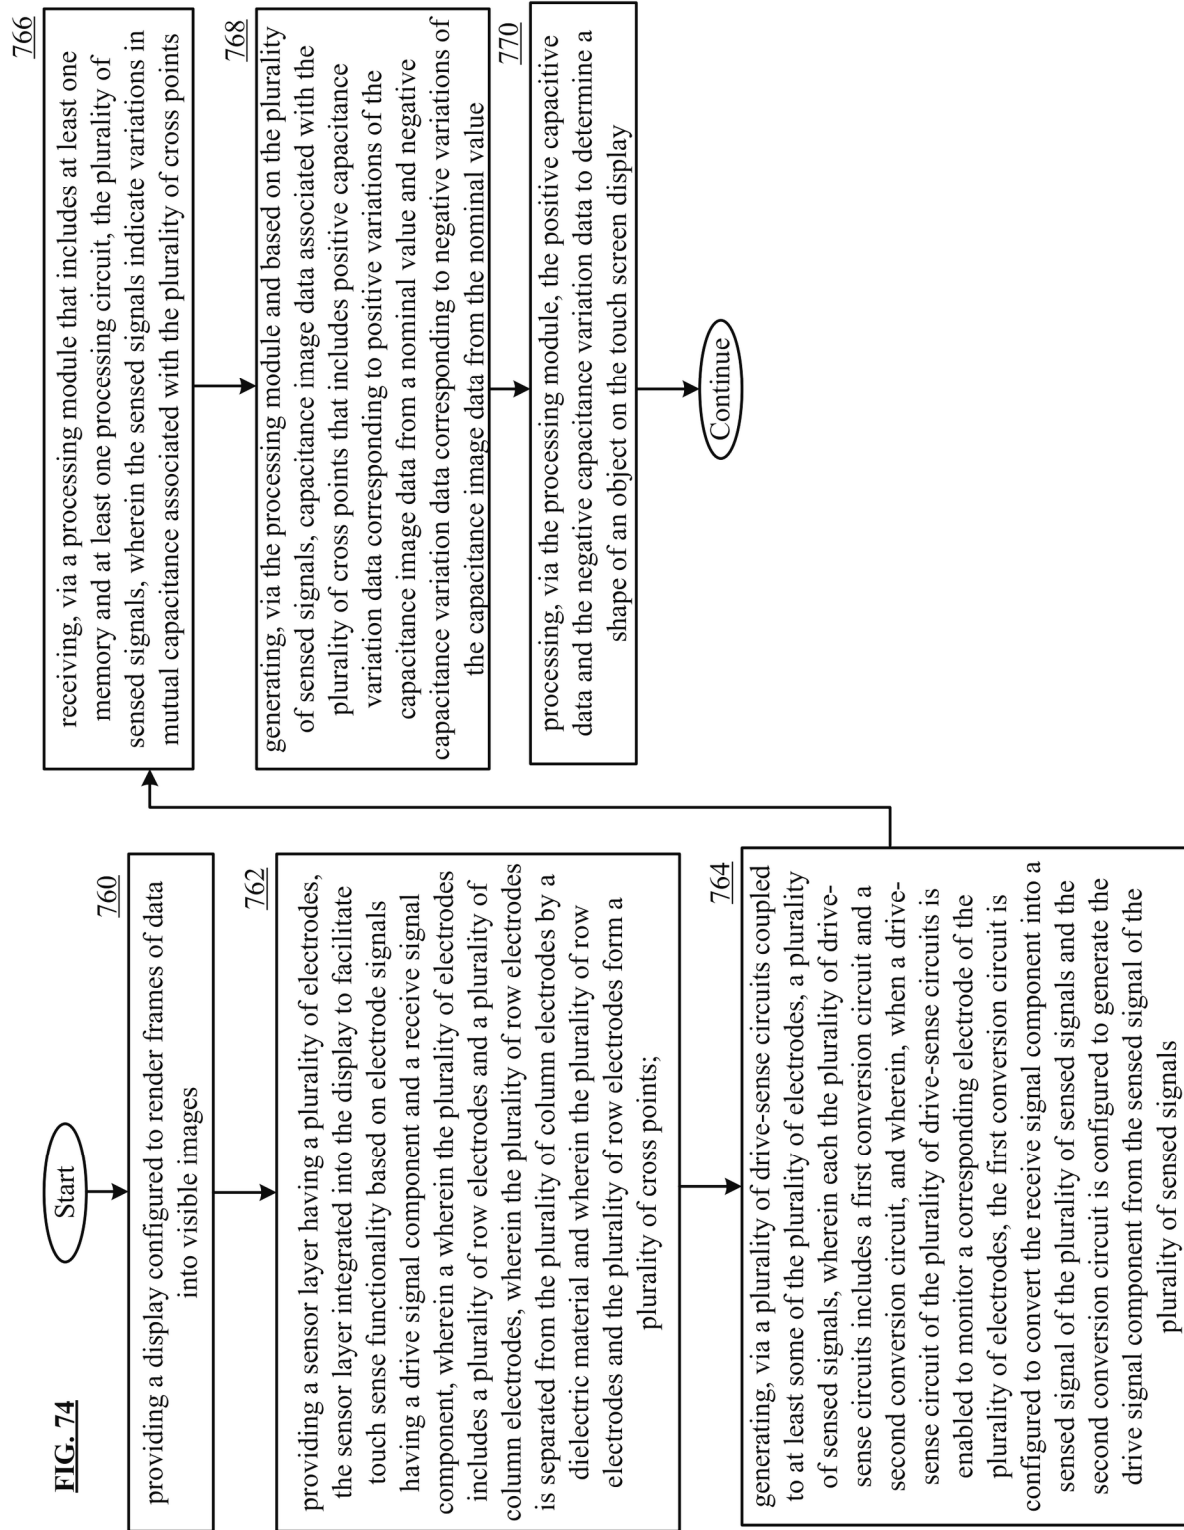 FIG. 74
Start
760
providing a display configured to render frames of data
into visible images
762
providing a sensor layer having a plurality of electrodes,
the sensor layer integrated into the display to facilitate
touch sense functionality based on electrode signals
having a drive signal component and a receive signal
component, wherein a wherein the plurality of electrodes
includes a plurality of row electrodes and a plurality of
column electrodes, wherein the plurality of row electrodes
is separated from the plurality of column electrodes by a
dielectric material and wherein the plurality of row
electrodes and the plurality of row electrodes form a
plurality of cross points;
764
generating, via a plurality of drive-sense circuits coupled
to at least some of the plurality of electrodes, a plurality
of sensed signals, wherein each the plurality of drive-
sense circuits includes a first conversion circuit and a
second conversion circuit, and wherein, when a drive-
sense circuit of the plurality of drive-sense circuits is
enabled to monitor a corresponding electrode of the
plurality of electrodes, the first conversion circuit is
configured to convert the receive signal component into a
sensed signal of the plurality of sensed signals and the
second conversion circuit is configured to generate the
drive signal component from the sensed signal of the
plurality of sensed signals
766
receiving, via a processing module that includes at least one
memory and at least one processing circuit, the plurality of
sensed signals, wherein the sensed signals indicate variations in
mutual capacitance associated with the plurality of cross points
768
generating, via the processing module and based on the plurality
of sensed signals, capacitance image data associated with the
plurality of cross points that includes positive capacitance
variation data corresponding to positive variations of the
capacitance image data from a nominal value and negative
capacitance variation data corresponding to negative variations of
the capacitance image data from the nominal value
770
processing, via the processing module, the positive capacitive
data and the negative capacitance variation data to determine a
shape of an object on the touch screen display
Continue